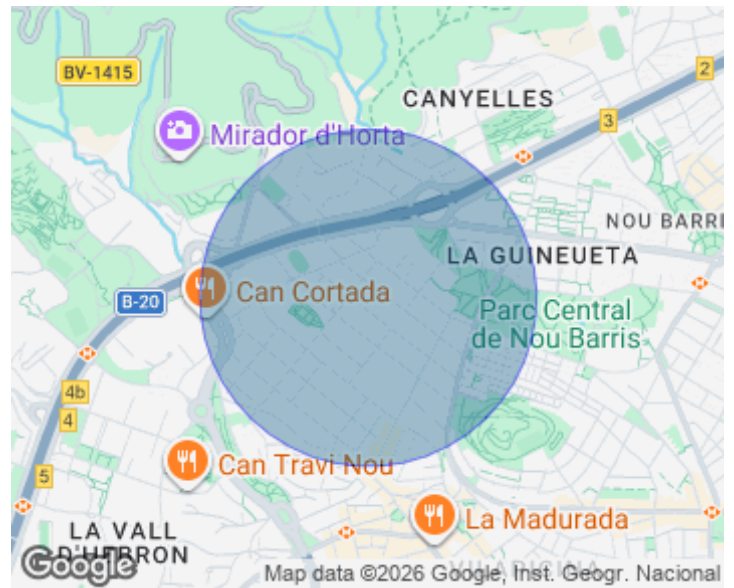 BV-1415
2
CANYELLES
3
Mirador d'Horta
NOU BARRI
LA GUINEUETA
Can Cortada
B-20
Parc Central
de Nou Barris
4b
4
Can Travi Nou
5
La Madurada
LA VALL
D'HEBRON
Google
Map data ©2026 Google, Inst. Geogr. Nacional